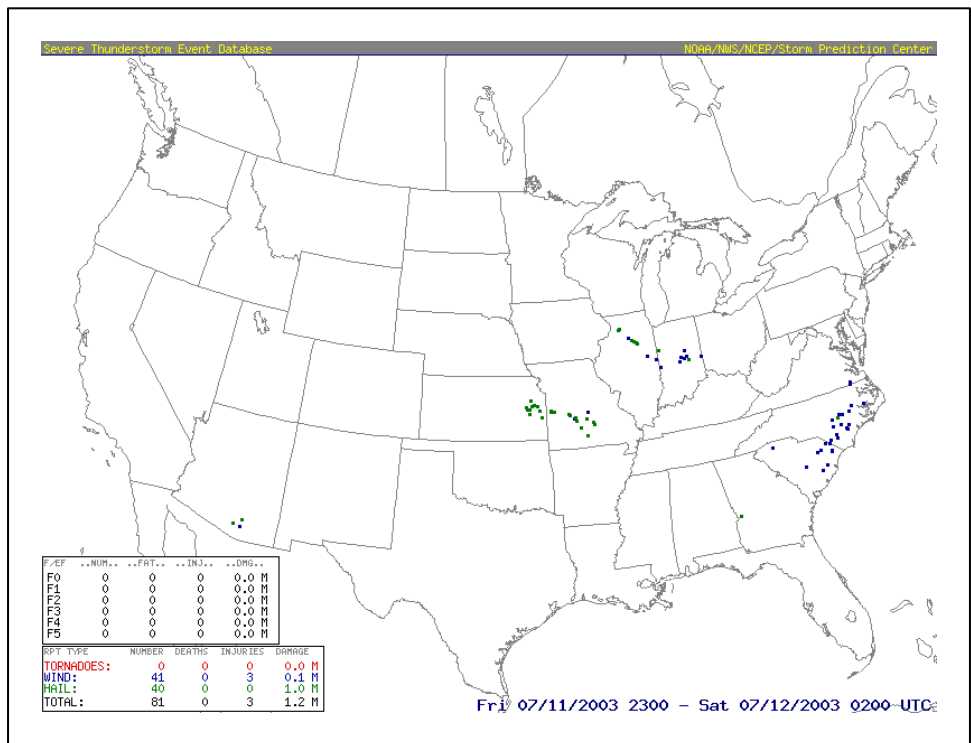 Severe Thunderstorm Event Database NOAA/NWS/NCEP/Storm Prediction Center
F/EF ..NUM.. ..FAT.. ..INJ.. ..DMG..
F0 0 0 0 0.0 M
F1 0 0 0 0.0 M
F2 0 0 0 0.0 M
F3 0 0 0 0.0 M
F4 0 0 0 0.0 M
F5 0 0 0 0.0 M
RPT TYPE NUMBER DEATHS INJURIES DAMAGE
TORNADOES: 0 0 0 0.0 M
WIND: 41 0 3 0.1 M
HAIL: 40 0 0 1.0 M
TOTAL: 81 0 3 1.2 M
Fri 07/11/2003 2300 - Sat 07/12/2003 0200 UTC